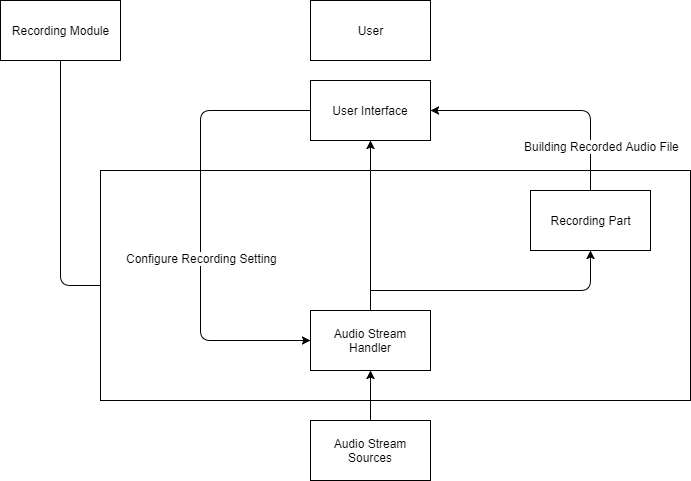 Recording Module
User
User Interface
Building Recorded Audio File
Recording Part
Configure Recording Setting
Audio Stream
Handler
Audio Stream
Sources